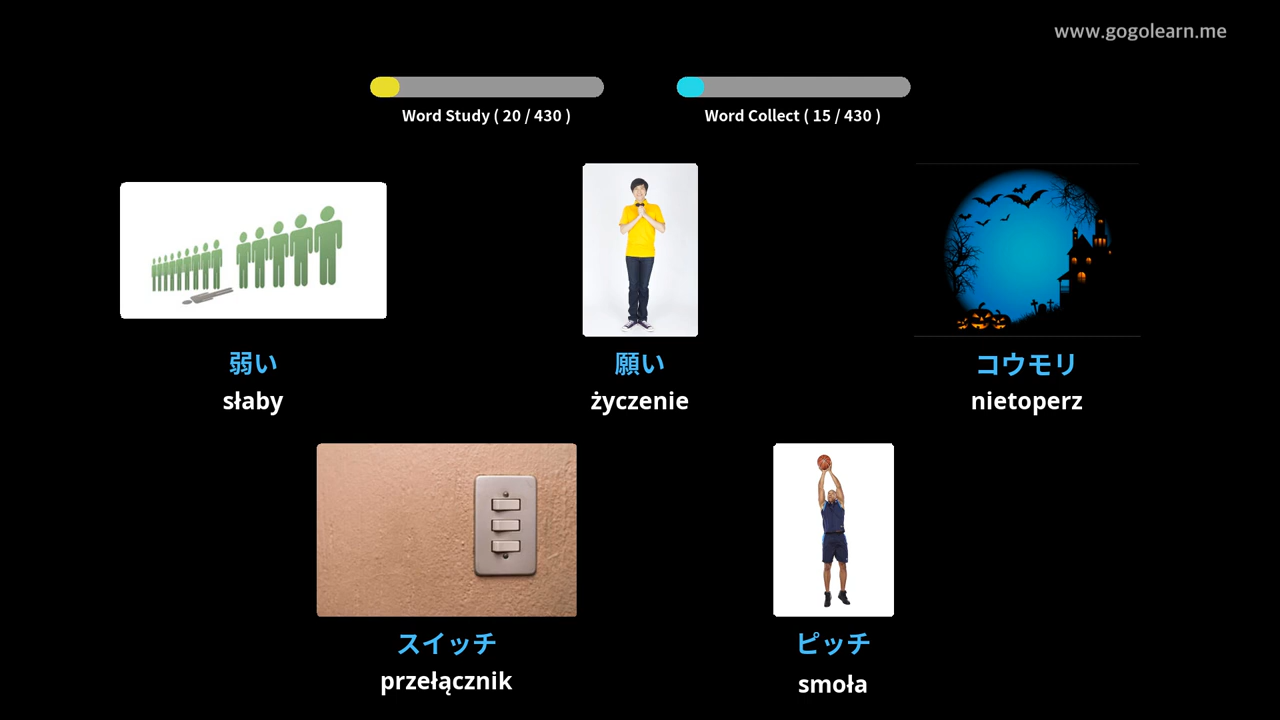 www.gogolearn.me
Word Study ( 20 / 430 )
Word Collect ( 15 / 430 )
弱い
słaby
願い
życzenie
コウモリ
nietoperz
スイッチ
przełącznik
ピッチ
smoła